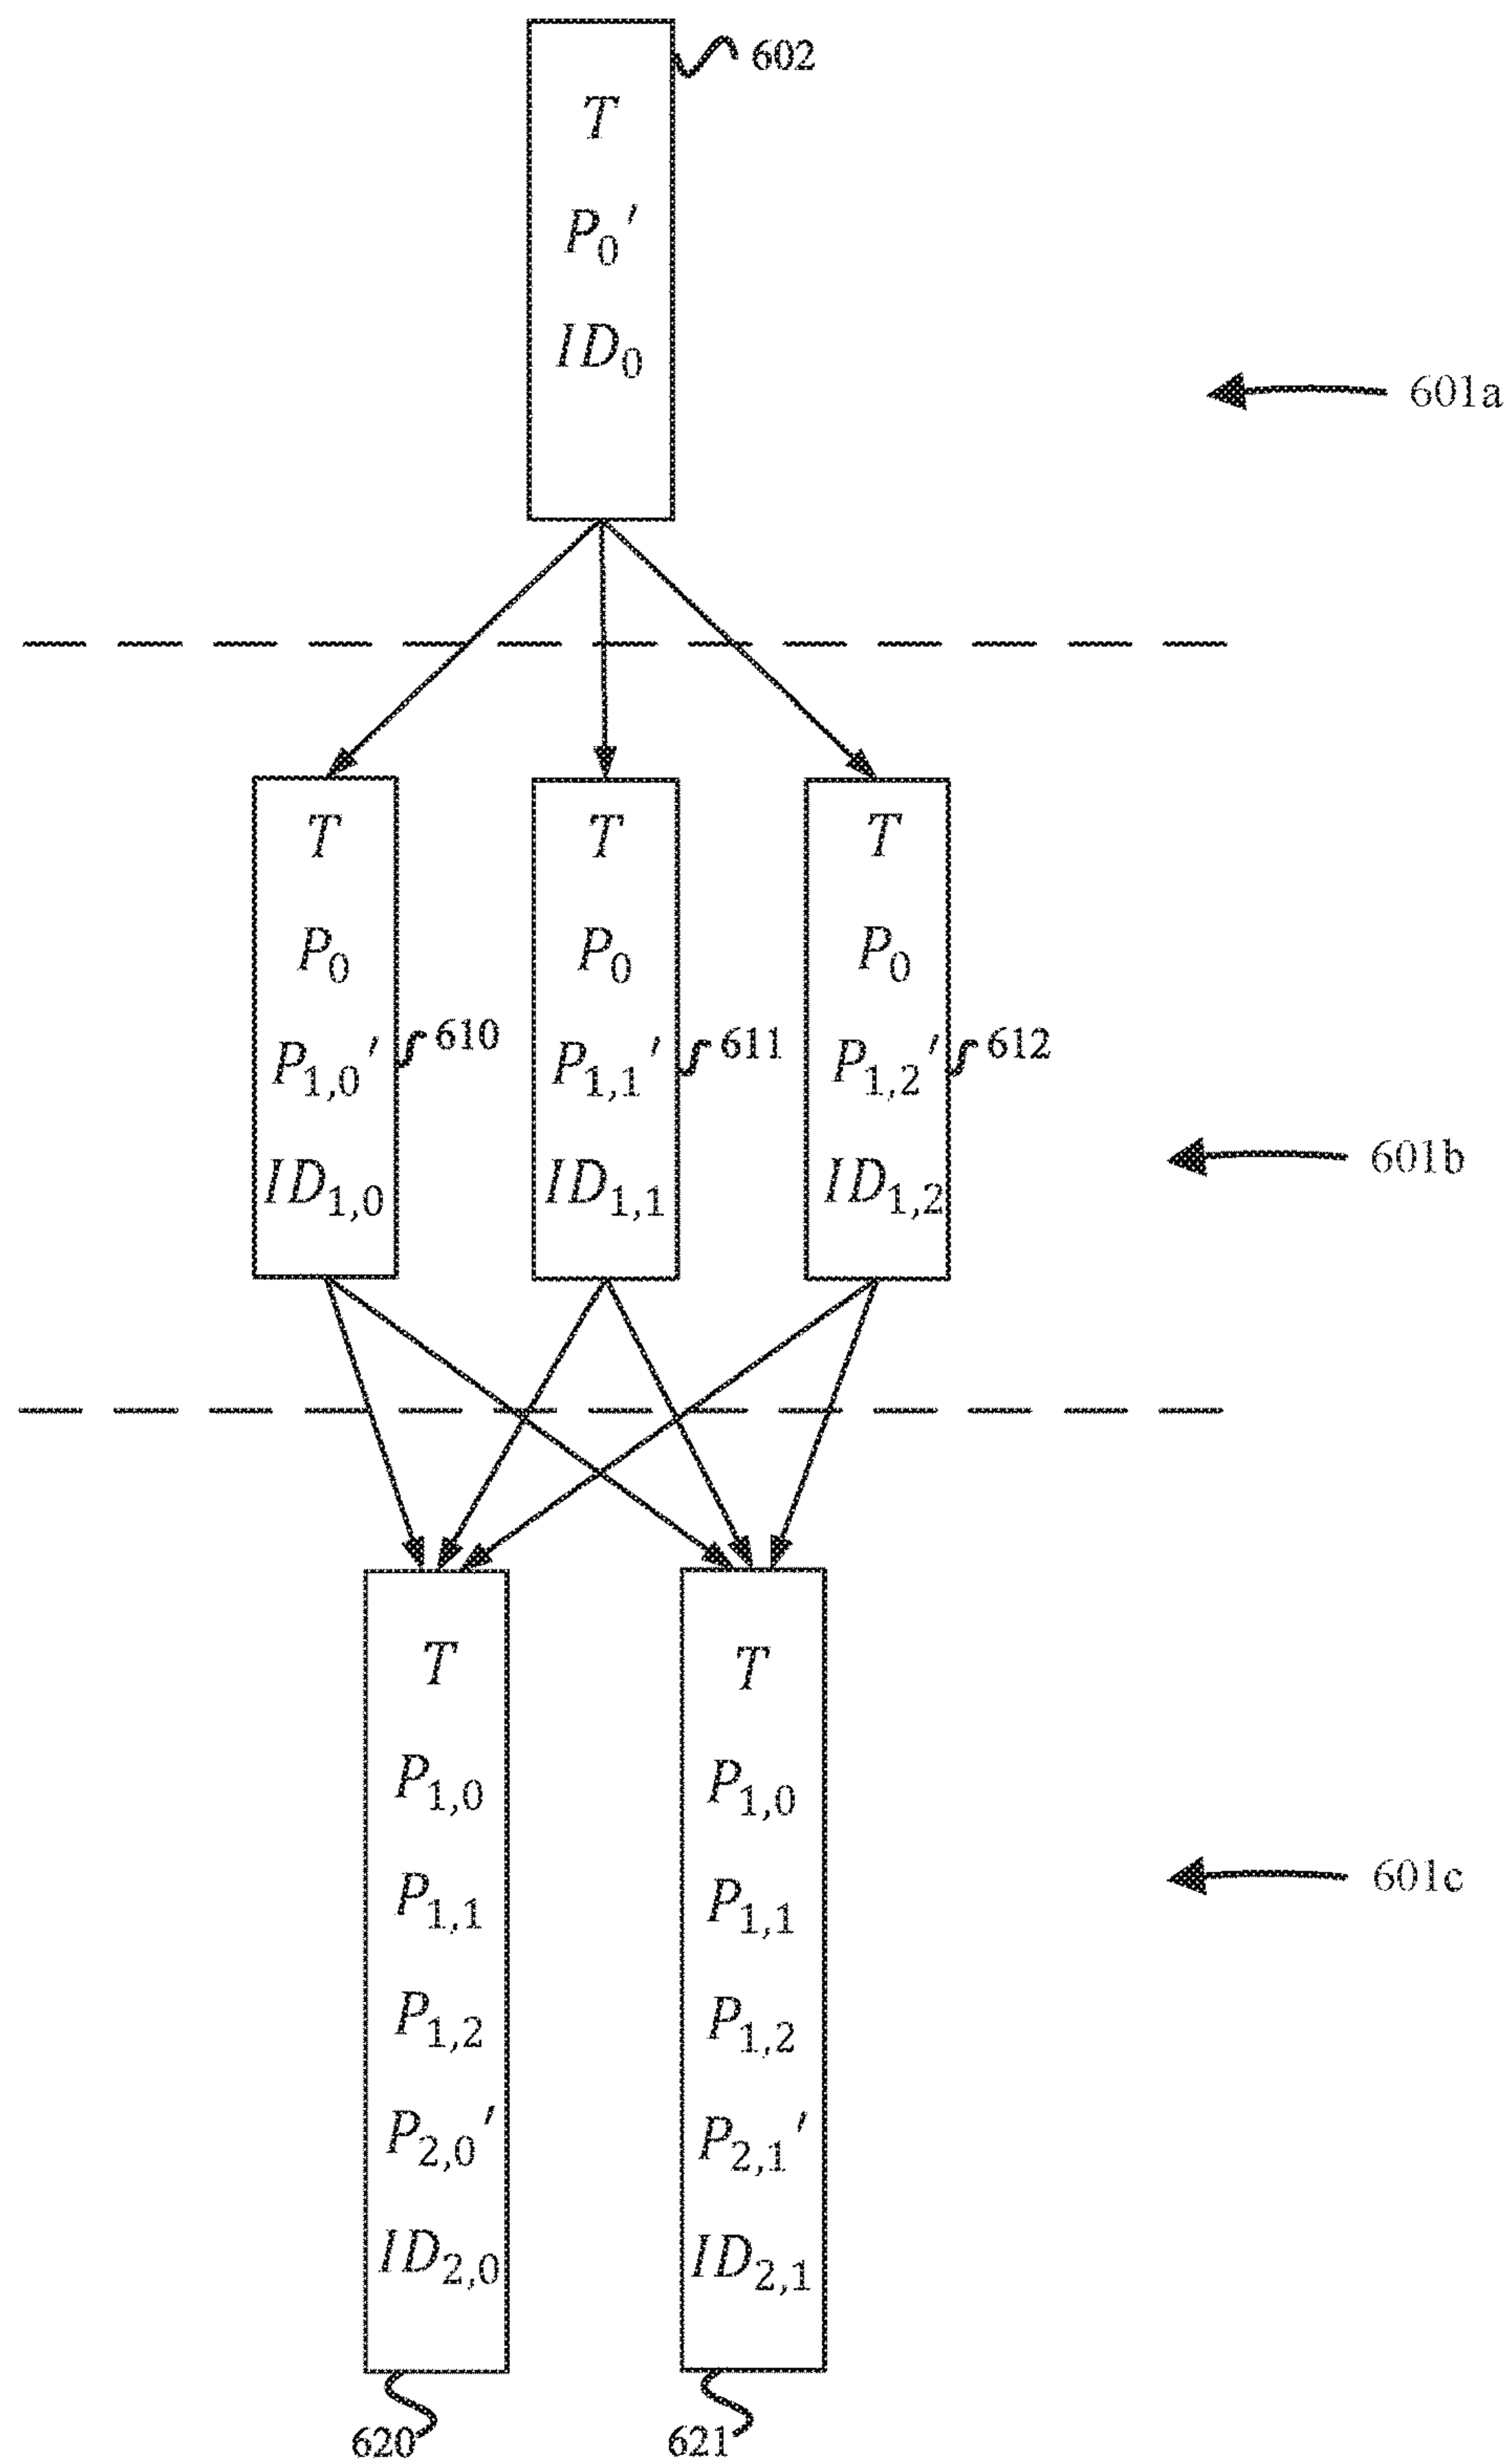 602
T
P₀'
ID₀
601a
T
P₀
P₁,₀'
ID₁,₀
610
T
P₀
P₁,₁'
ID₁,₁
611
T
P₀
P₁,₂'
ID₁,₂
612
601b
T
P₁,₀
P₁,₁
P₁,₂
P₂,₀'
ID₂,₀
620
T
P₁,₀
P₁,₁
P₁,₂
P₂,₁'
ID₂,₁
621
601c